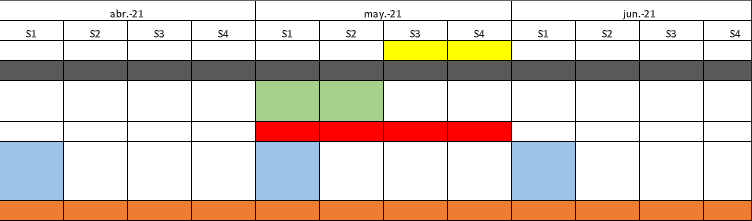 abr.-21 may.-21 jun.-21
S1 S2 S3 S4 S1 S2 S3 S4 S1 S2 S3 S4